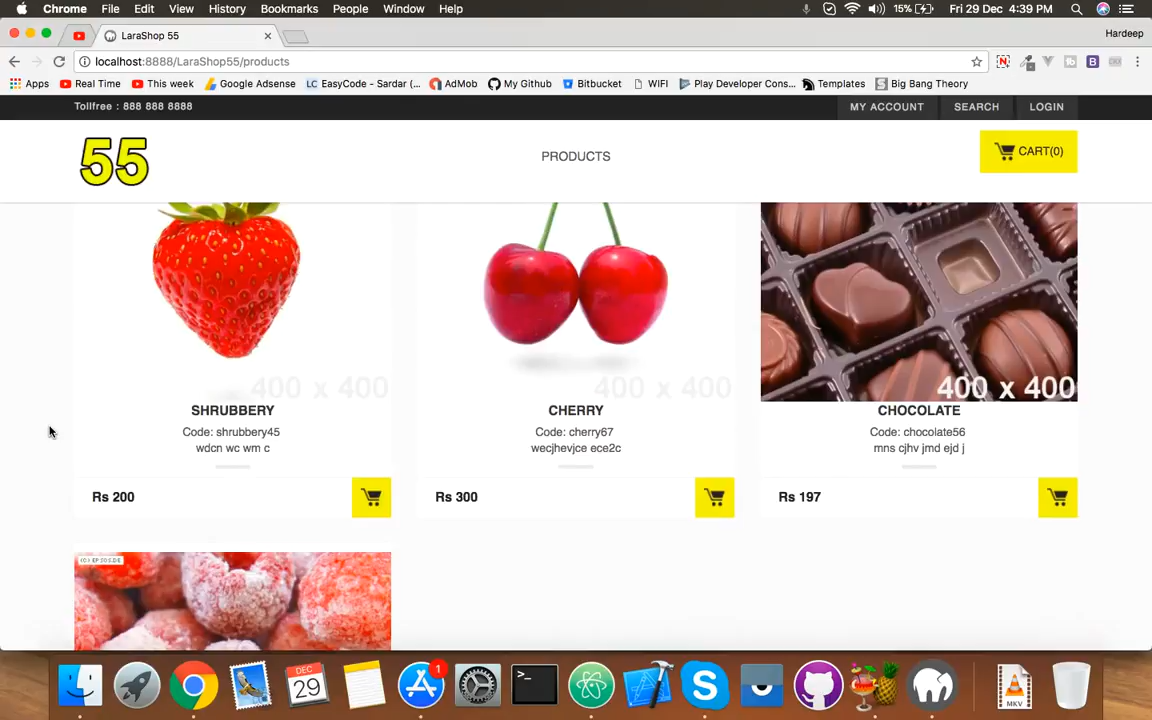 Chrome File Edit View History Bookmarks People Window Help 15% Fri 29 Dec 4:39 PM
LaraShop 55 Hardeep
localhost:8888/LaraShop55/products
Apps Real Time This week Google Adsense LC EasyCode - Sardar (... AdMob My Github Bitbucket WIFI Play Developer Cons... Templates Big Bang Theory
Tollfree : 888 888 8888 MY ACCOUNT SEARCH LOGIN
55 PRODUCTS CART(0)
400 x 400 400 x 400 400 x 400
SHRUBBERY CHERRY CHOCOLATE
Code: shrubbery45 Code: cherry67 Code: chocolate56
wdcn wc wm c wecjhevjce ece2c mns cjhv jmd ejd j
Rs 200 Rs 300 Rs 197
1
DEC
29
MKV